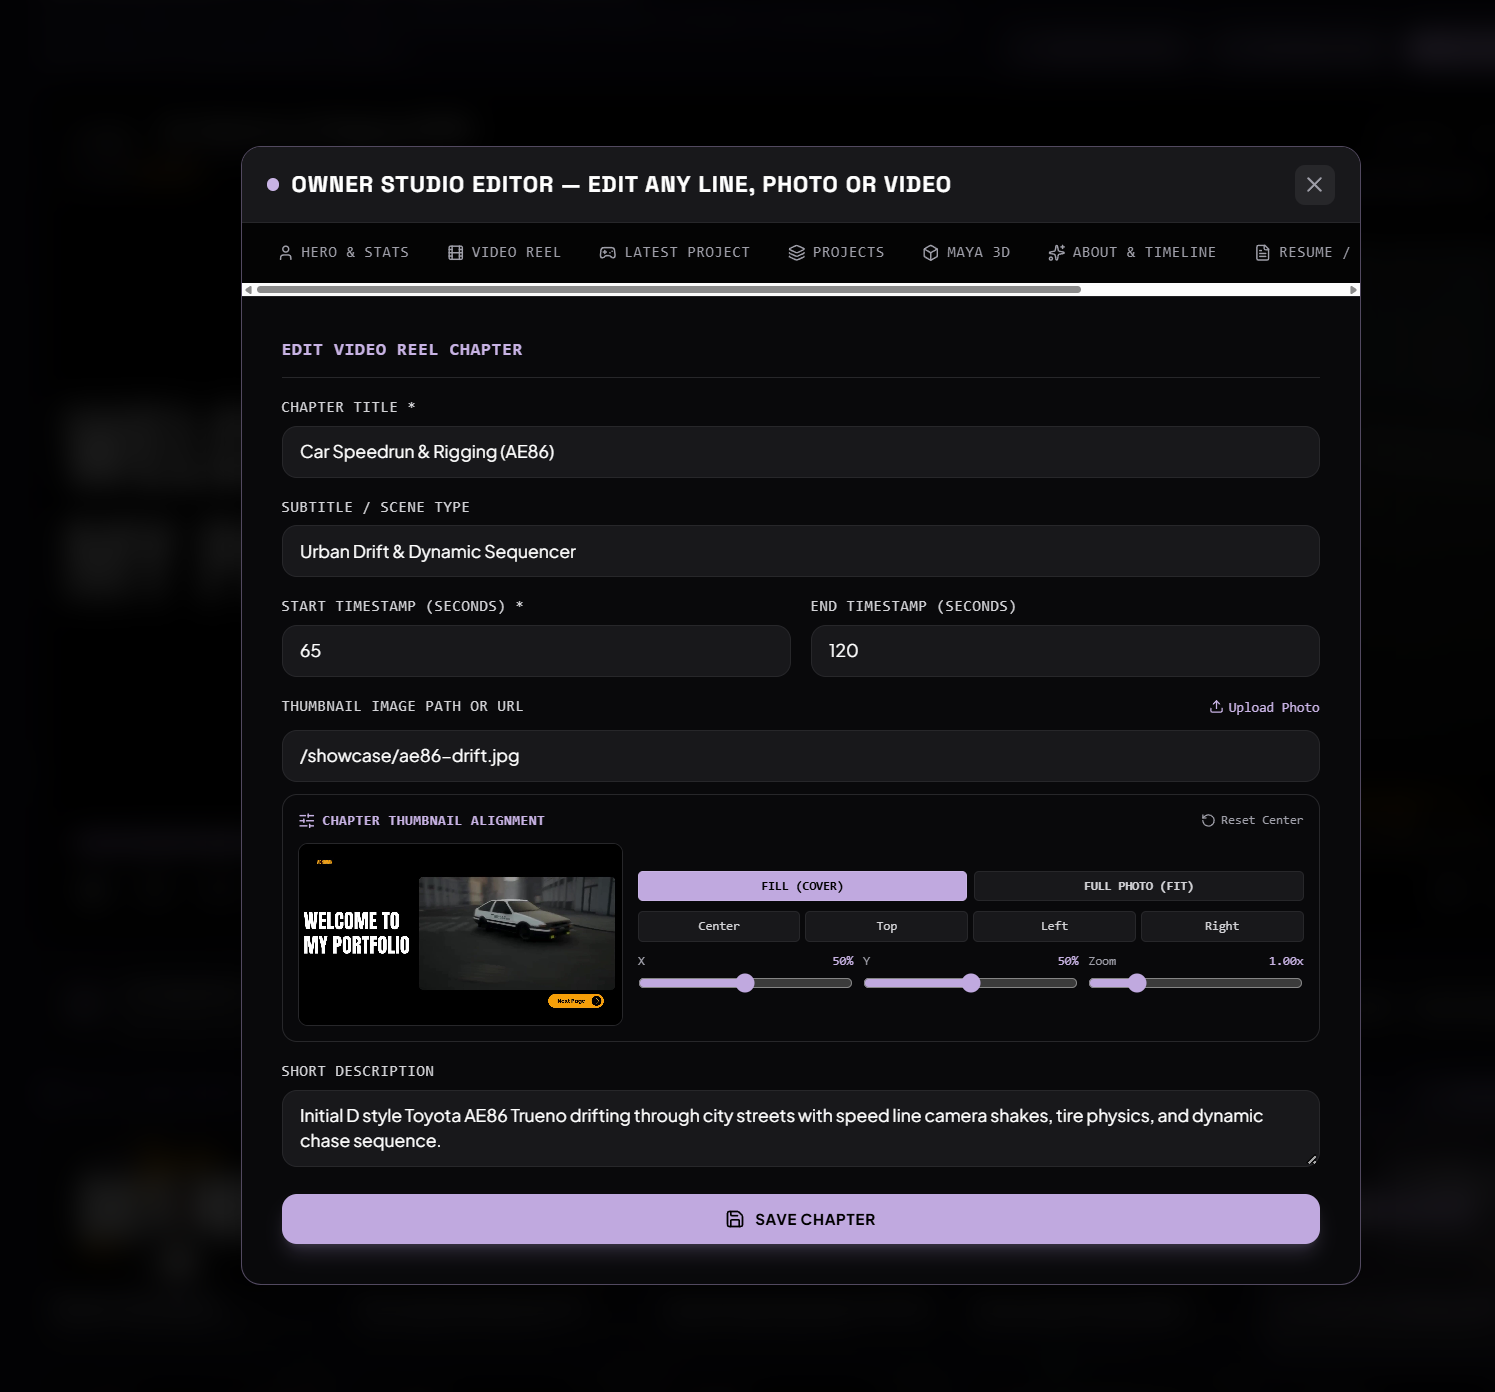 OWNER STUDIO EDITOR — EDIT ANY LINE, PHOTO OR VIDEO
HERO & STATS VIDEO REEL LATEST PROJECT PROJECTS MAYA 3D ABOUT & TIMELINE RESUME /
EDIT VIDEO REEL CHAPTER
CHAPTER TITLE *
Car Speedrun & Rigging (AE86)
SUBTITLE / SCENE TYPE
Urban Drift & Dynamic Sequencer
START TIMESTAMP (SECONDS) * END TIMESTAMP (SECONDS)
65 120
THUMBNAIL IMAGE PATH OR URL Upload Photo
/showcase/ae86-drift.jpg
CHAPTER THUMBNAIL ALIGNMENT Reset Center
WELCOME TO
MY PORTFOLIO
Next Page
FILL (COVER) FULL PHOTO (FIT)
Center Top Left Right
X 50% Y 50% Zoom 1.00x
SHORT DESCRIPTION
Initial D style Toyota AE86 Trueno drifting through city streets with speed line camera shakes, tire physics, and dynamic
chase sequence.
SAVE CHAPTER